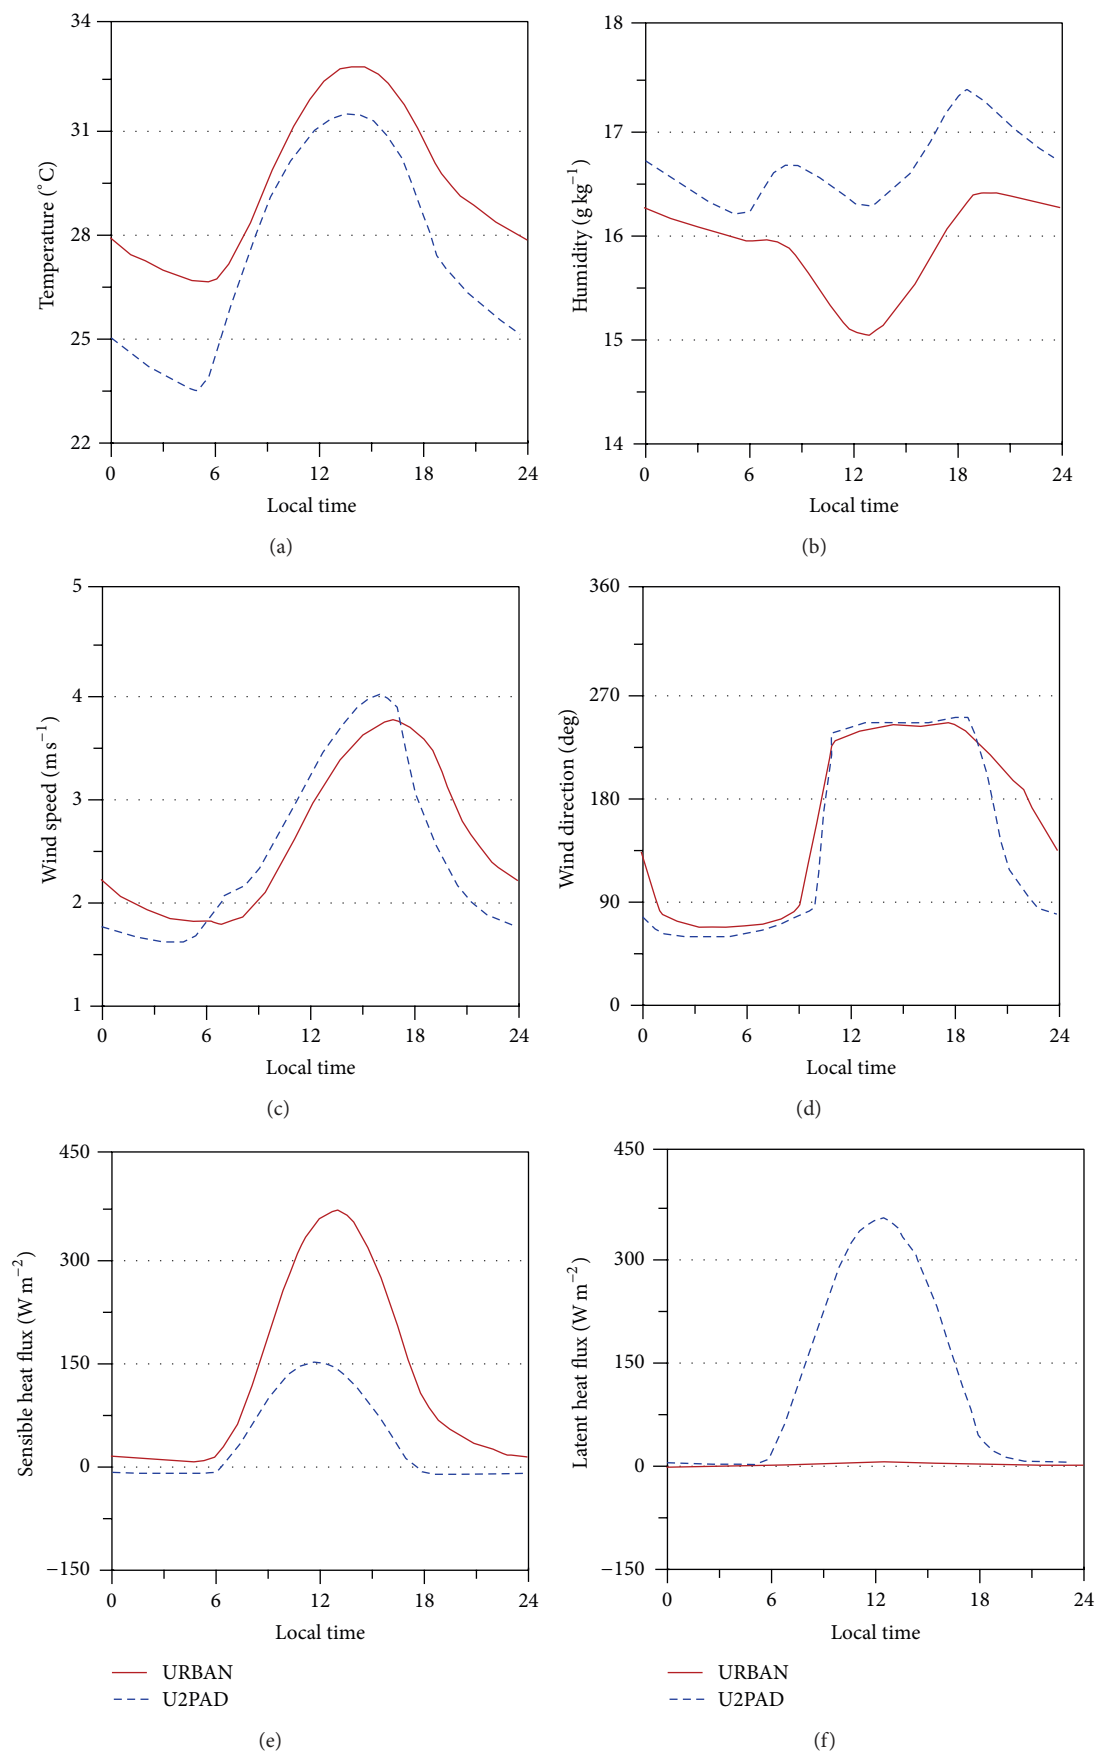 34
31
28
25
22
Temperature (°C)
0 6 12 18 24
Local time
(a)
18
17
16
15
14
Humidity (g kg−1)
0 6 12 18 24
Local time
(b)
5
4
3
2
1
Wind speed (m s−1)
0 6 12 18 24
Local time
(c)
360
270
180
90
0
Wind direction (deg)
0 6 12 18 24
Local time
(d)
450
300
150
0
−150
Sensible heat flux (W m−2)
0 6 12 18 24
Local time
URBAN
U2PAD
(e)
450
300
150
0
−150
Latent heat flux (W m−2)
0 6 12 18 24
Local time
URBAN
U2PAD
(f)